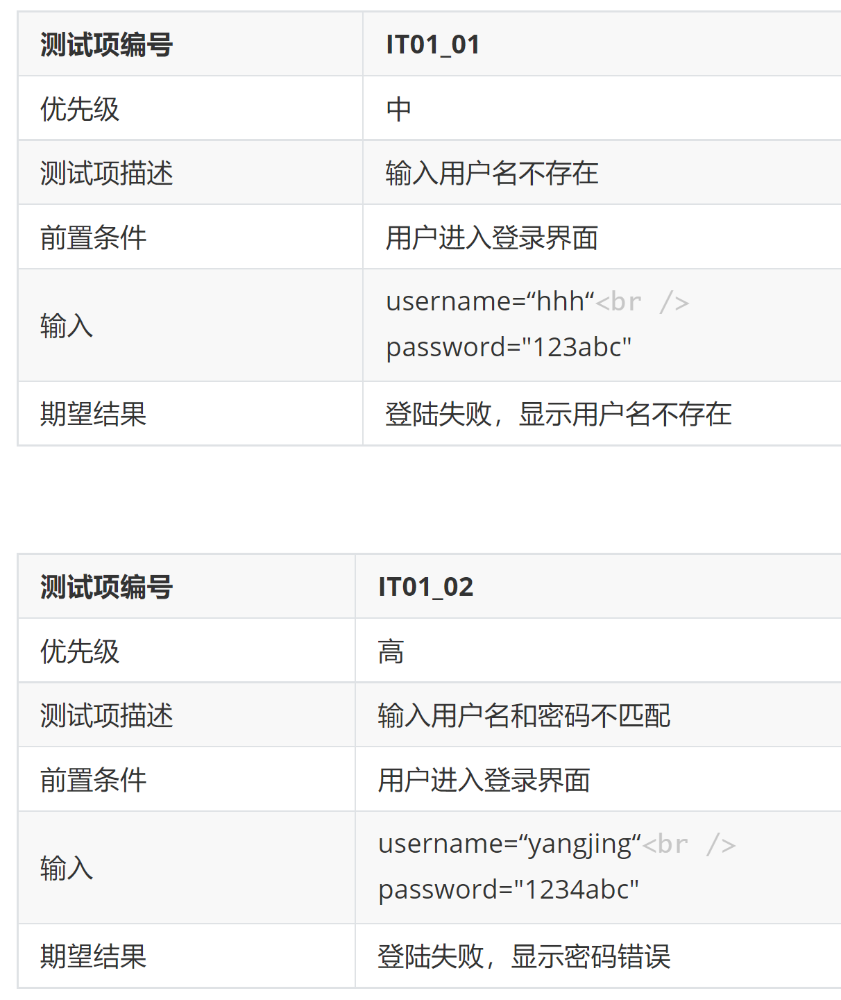 测试项编号 IT01_01
优先级 中
测试项描述 输入用户名不存在
前置条件 用户进入登录界面
输入 username=“hhh“<br />
password="123abc"
期望结果 登陆失败，显示用户名不存在
测试项编号 IT01_02
优先级 高
测试项描述 输入用户名和密码不匹配
前置条件 用户进入登录界面
输入 username=“yangjing“<br />
password="1234abc"
期望结果 登陆失败，显示密码错误